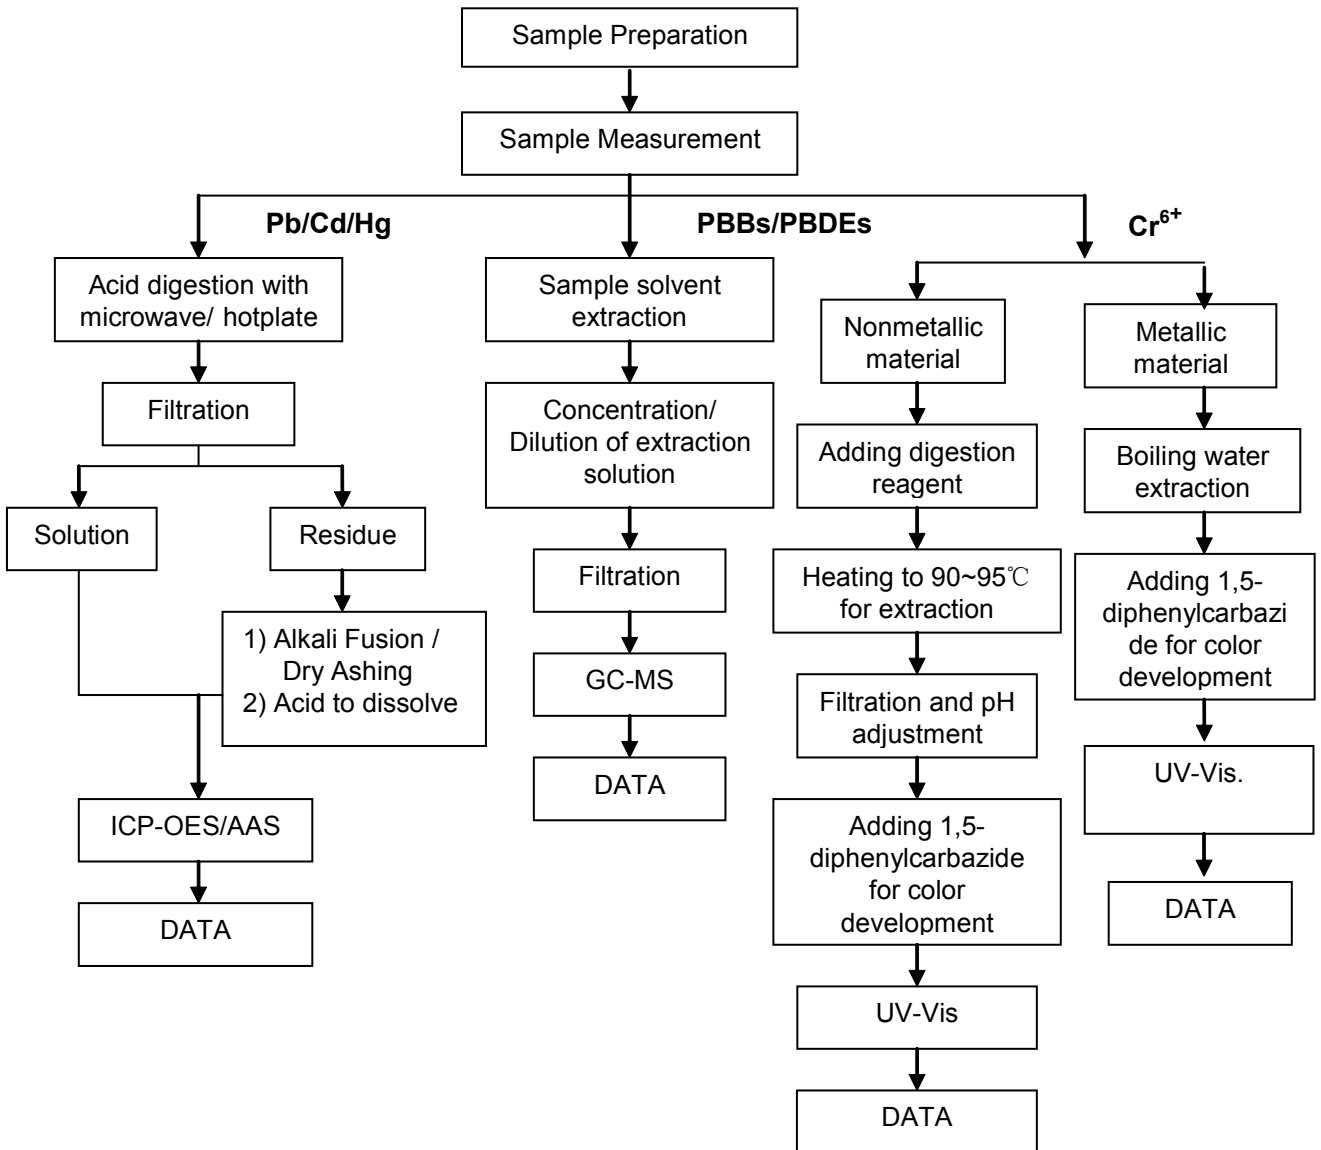 Sample Preparation
Sample Measurement
Pb/Cd/Hg
Acid digestion with
microwave/ hotplate
Filtration
Solution
Residue
1) Alkali Fusion /
Dry Ashing
2) Acid to dissolve
ICP-OES/AAS
DATA
PBBs/PBDEs
Sample solvent
extraction
Concentration/
Dilution of extraction
solution
Filtration
GC-MS
DATA
Cr⁶⁺
Nonmetallic
material
Adding digestion
reagent
Heating to 90~95℃
for extraction
Filtration and pH
adjustment
Adding 1,5-
diphenylcarbazide
for color
development
UV-Vis
DATA
Metallic
material
Boiling water
extraction
Adding 1,5-
diphenylcarbazi
de for color
development
UV-Vis.
DATA